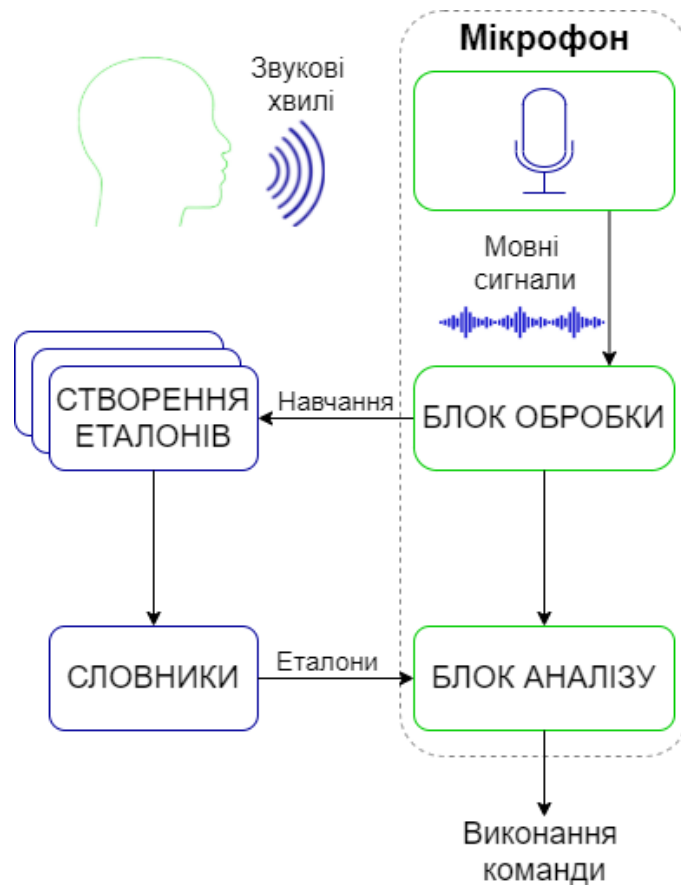 Мікрофон
Звукові
хвилі
Мовні
сигнали
СТВОРЕННЯ
ЕТАЛОНІВ
Навчання
БЛОК ОБРОБКИ
СЛОВНИКИ
Еталони
БЛОК АНАЛІЗУ
Виконання
команди